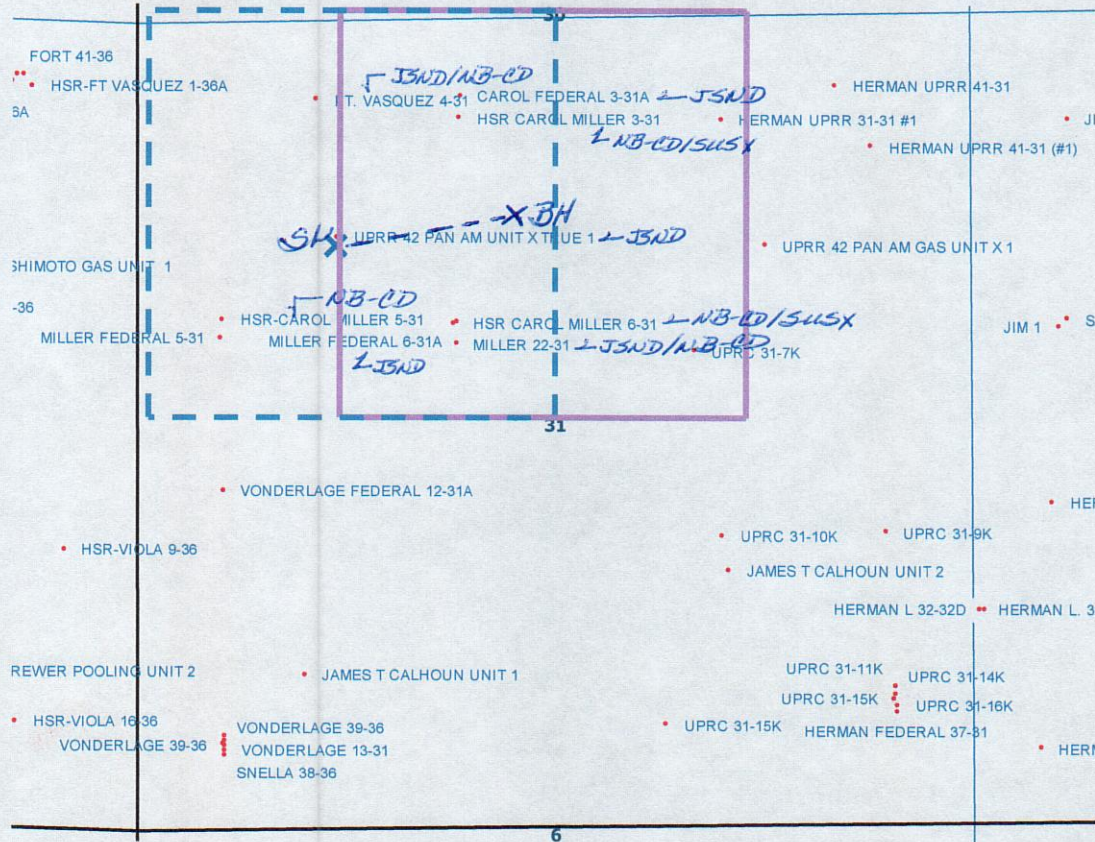 FORT 41-36
HSR-FT VASQUEZ 1-36A
JSND/NB-CD
FT. VASQUEZ 4-31
CAROL FEDERAL 3-31A
JSND
HERMAN UPRR 41-31
HSR CAROL MILLER 3-31
HERMAN UPRR 31-31 #1
NB-CD/SUSX
HERMAN UPRR 41-31 (#1)
BH
SH
UPRR 42 PAN AM UNIT X TRUE 1
JSND
UPRR 42 PAN AM GAS UNIT X 1
SHIMOTO GAS UNIT 1
-36
NB-CD
HSR-CAROL MILLER 5-31
HSR CAROL MILLER 6-31
NB-CD/SUSX
JIM 1
MILLER FEDERAL 5-31
MILLER FEDERAL 6-31A
MILLER 22-31
JSND/NB-CD
UPRC 31-7K
JSND
31
VONDERLAGE FEDERAL 12-31A
HSR-VIOLA 9-36
UPRC 31-10K
UPRC 31-9K
JAMES T CALHOUN UNIT 2
HERMAN L 32-32D
HERMAN L. 3
REWER POOLING UNIT 2
JAMES T CALHOUN UNIT 1
UPRC 31-11K
UPRC 31-14K
UPRC 31-15K
UPRC 31-16K
HSR-VIOLA 16-36
VONDERLAGE 39-36
UPRC 31-15K
HERMAN FEDERAL 37-31
VONDERLAGE 39-36
VONDERLAGE 13-31
HERM
SNELLA 38-36
6